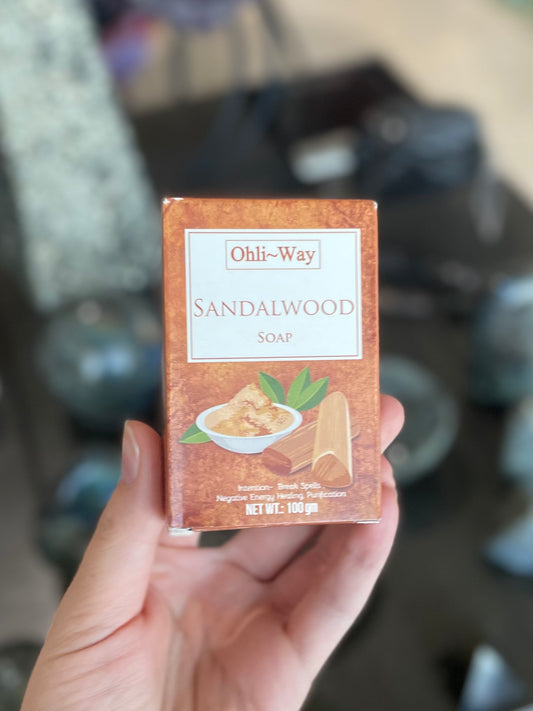 Ohli~Way
SANDALWOOD
SOAP
Intention- Break Spells
Negative Energy Healing, Purification
NET WT.: 100 gm